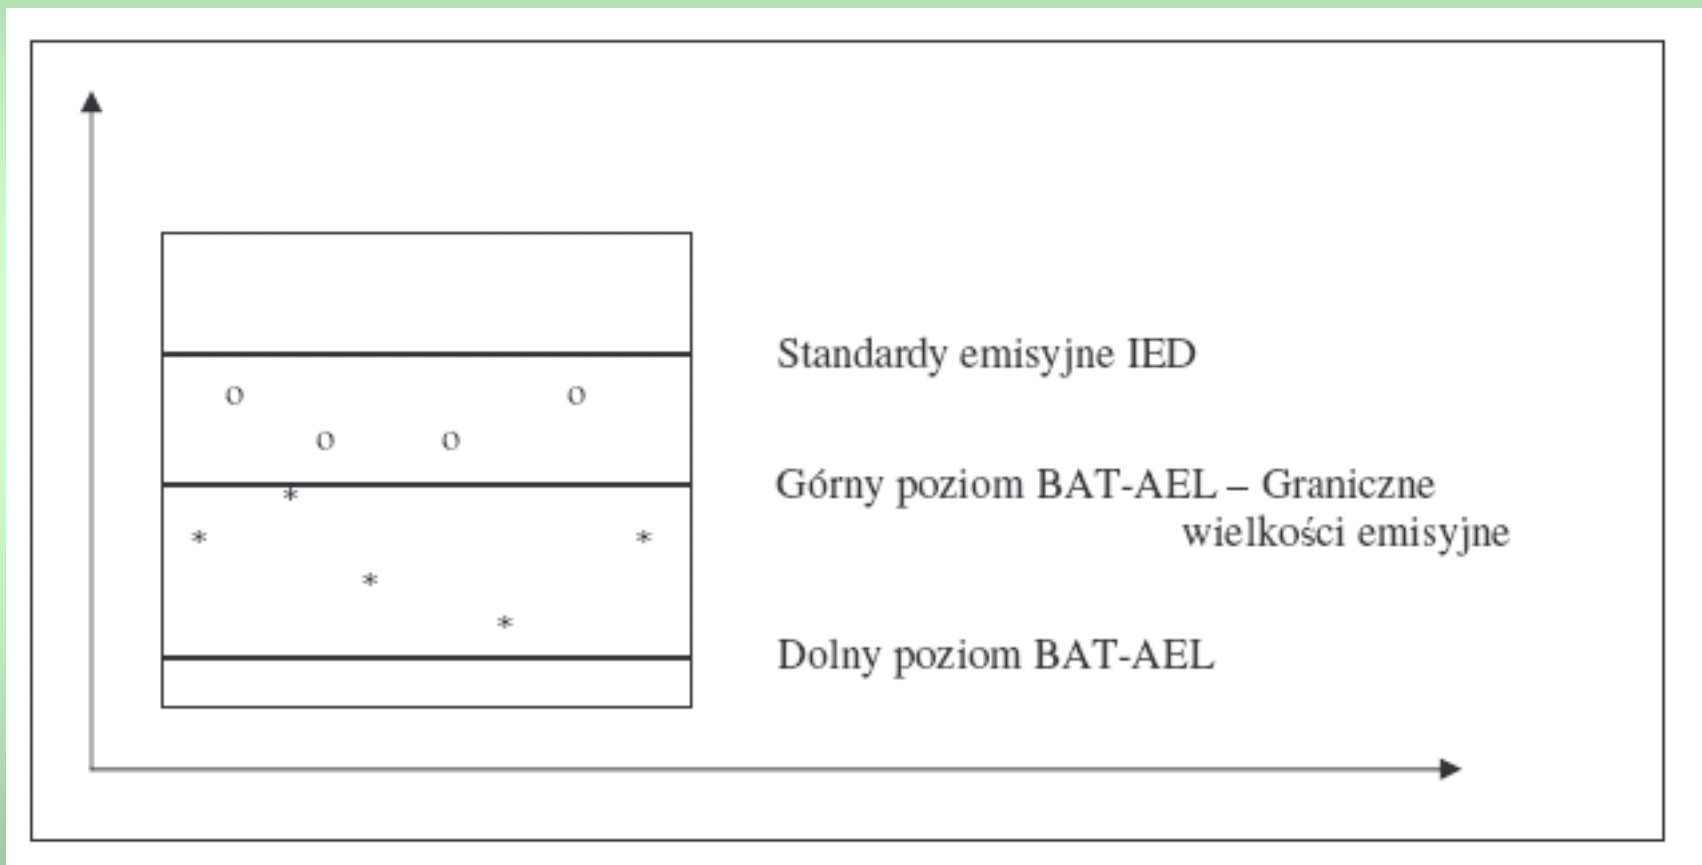 Standardy emisyjne IED
o o
o o
Górny poziom BAT-AEL – Graniczne
*
wielkości emisyjne
* *
*
*
Dolny poziom BAT-AEL